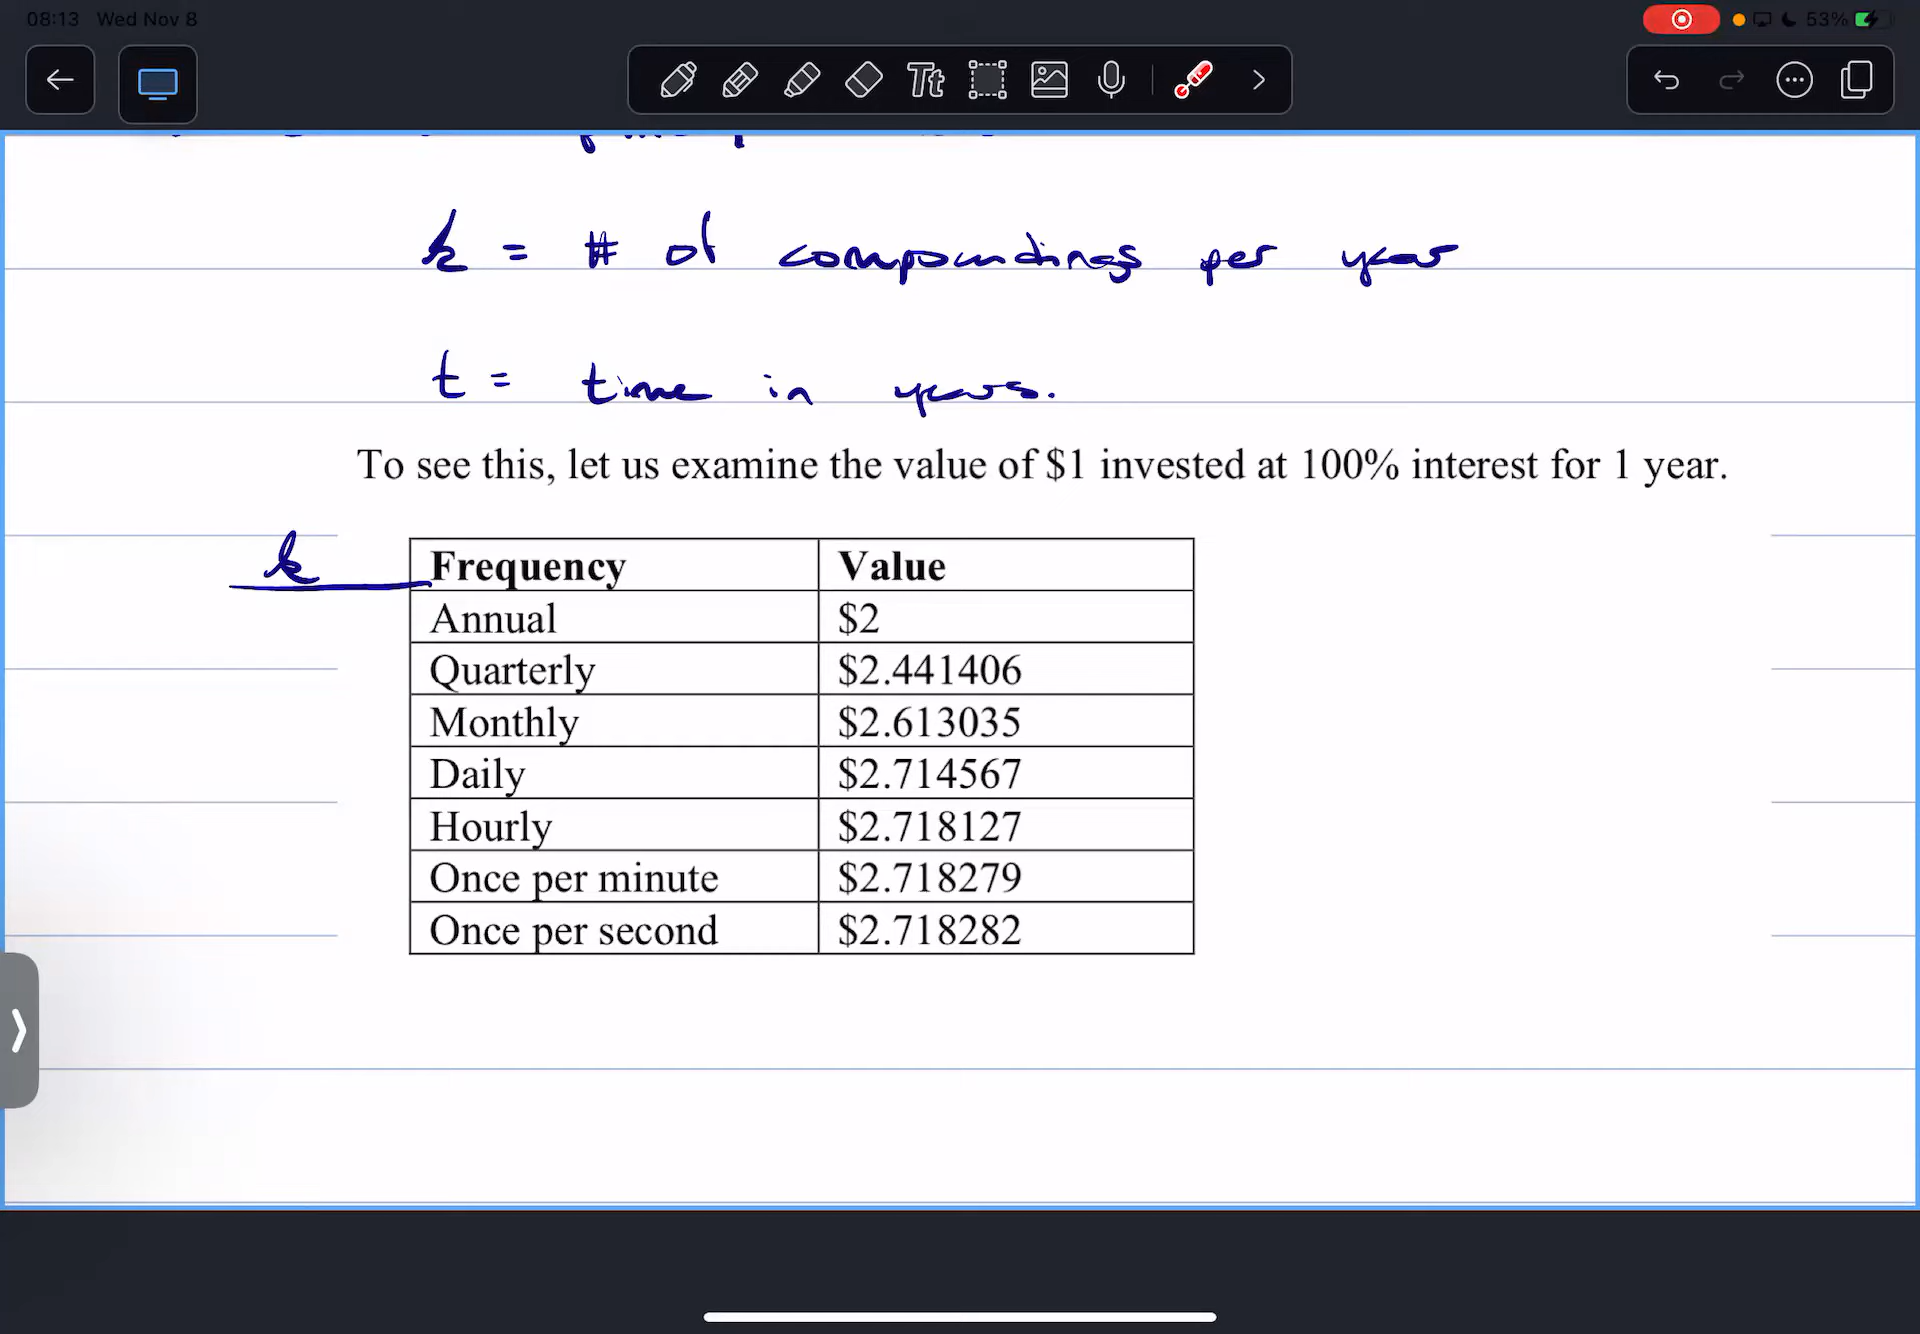 08:13 Wed Nov 8
53%
Tt
k = # of compoundings per year
t = time in years.
To see this, let us examine the value of $1 invested at 100% interest for 1 year.
k Frequency Value
Annual $2
Quarterly $2.441406
Monthly $2.613035
Daily $2.714567
Hourly $2.718127
Once per minute $2.718279
Once per second $2.718282